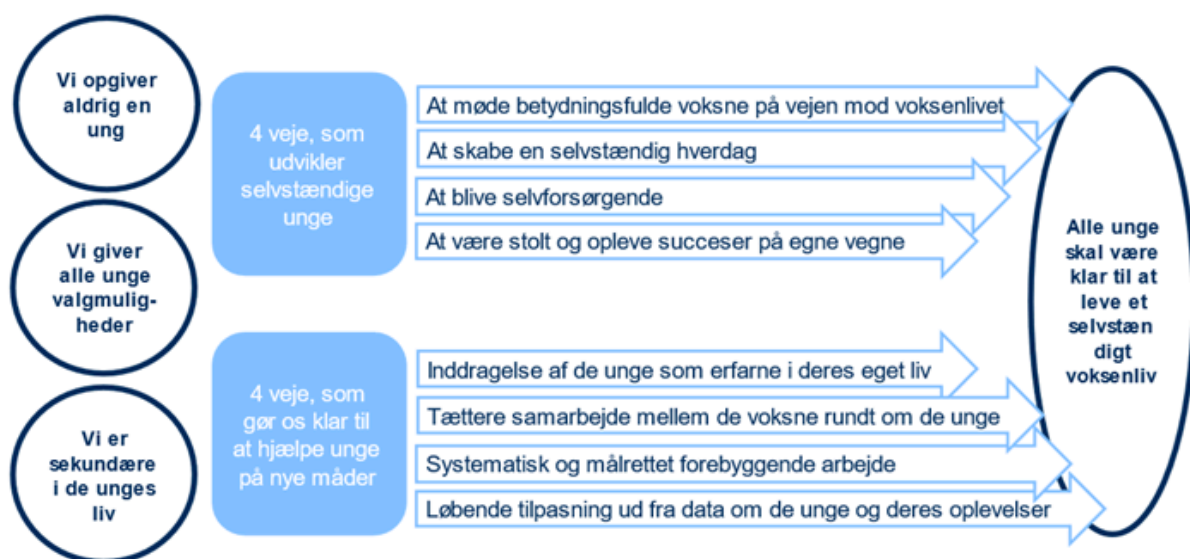 Vi opgiver
aldrig en
ung
Vi giver
alle unge
valgmulig-
heder
Vi er
sekundære
i de unges
liv
4 veje, som
udvikler
selvstændige
unge
At møde betydningsfulde voksne på vejen mod voksenlivet
At skabe en selvstændig hverdag
At blive selvforsørgende
At være stolt og opleve succeser på egne vegne
4 veje, som
gør os klar til
at hjælpe unge
på nye måder
Inddragelse af de unge som erfarne i deres eget liv
Tættere samarbejde mellem de voksne rundt om de unge
Systematisk og målrettet forebyggende arbejde
Løbende tilpasning ud fra data om de unge og deres oplevelser
Alle unge
skal være
klar til at
leve et
selvstæn
digt
voksenliv